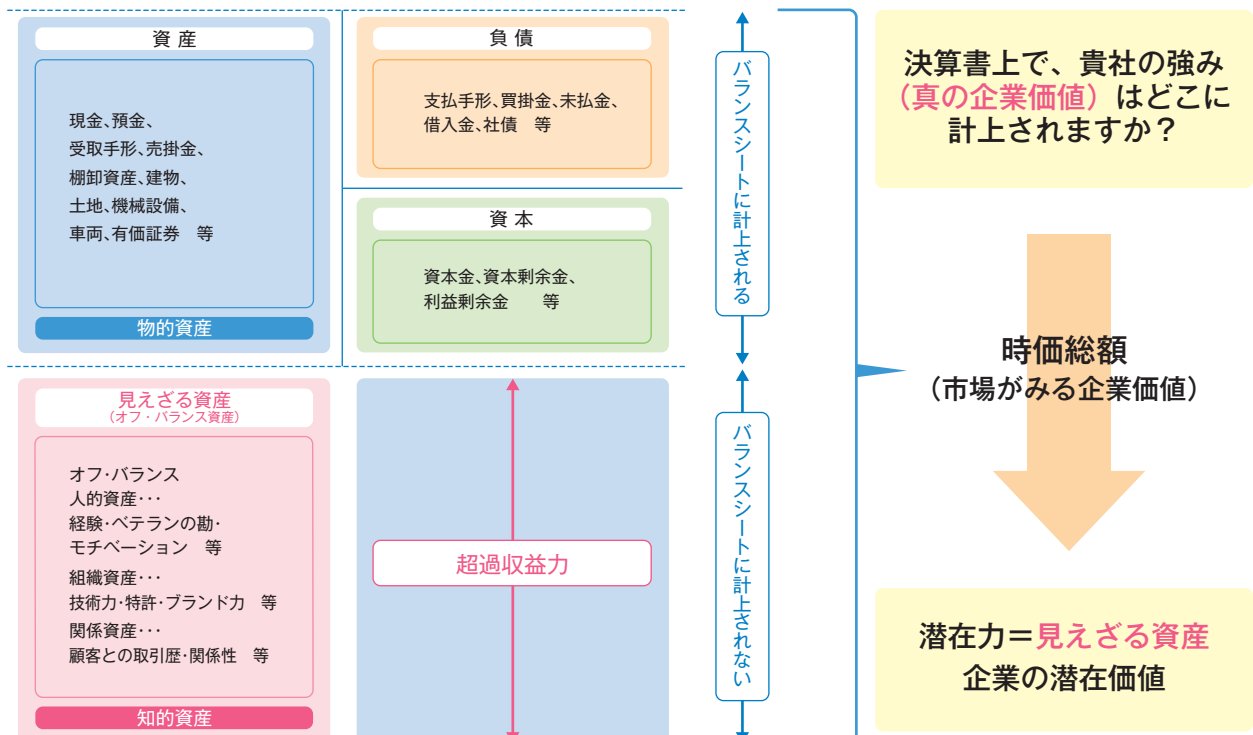 資産
現金、預金、
受取手形、売掛金、
棚卸資産、建物、
土地、機械設備、
車両、有価証券　等
物的資産
負債
支払手形、買掛金、未払金、
借入金、社債　等
資本
資本金、資本剰余金、
利益剰余金　　等
バランスシートに計上される
見えざる資産
（オフ・バランス資産）
オフ・バランス
人的資産・・・
経験・ベテランの勘・
モチベーション　等
組織資産・・・
技術力・特許・ブランド力　等
関係資産・・・
顧客との取引歴・関係性　等
知的資産
超過収益力
バランスシートに計上されない
決算書上で、貴社の強み
（真の企業価値）はどこに
計上されますか？
時価総額
（市場がみる企業価値）
潜在力＝見えざる資産
企業の潜在価値